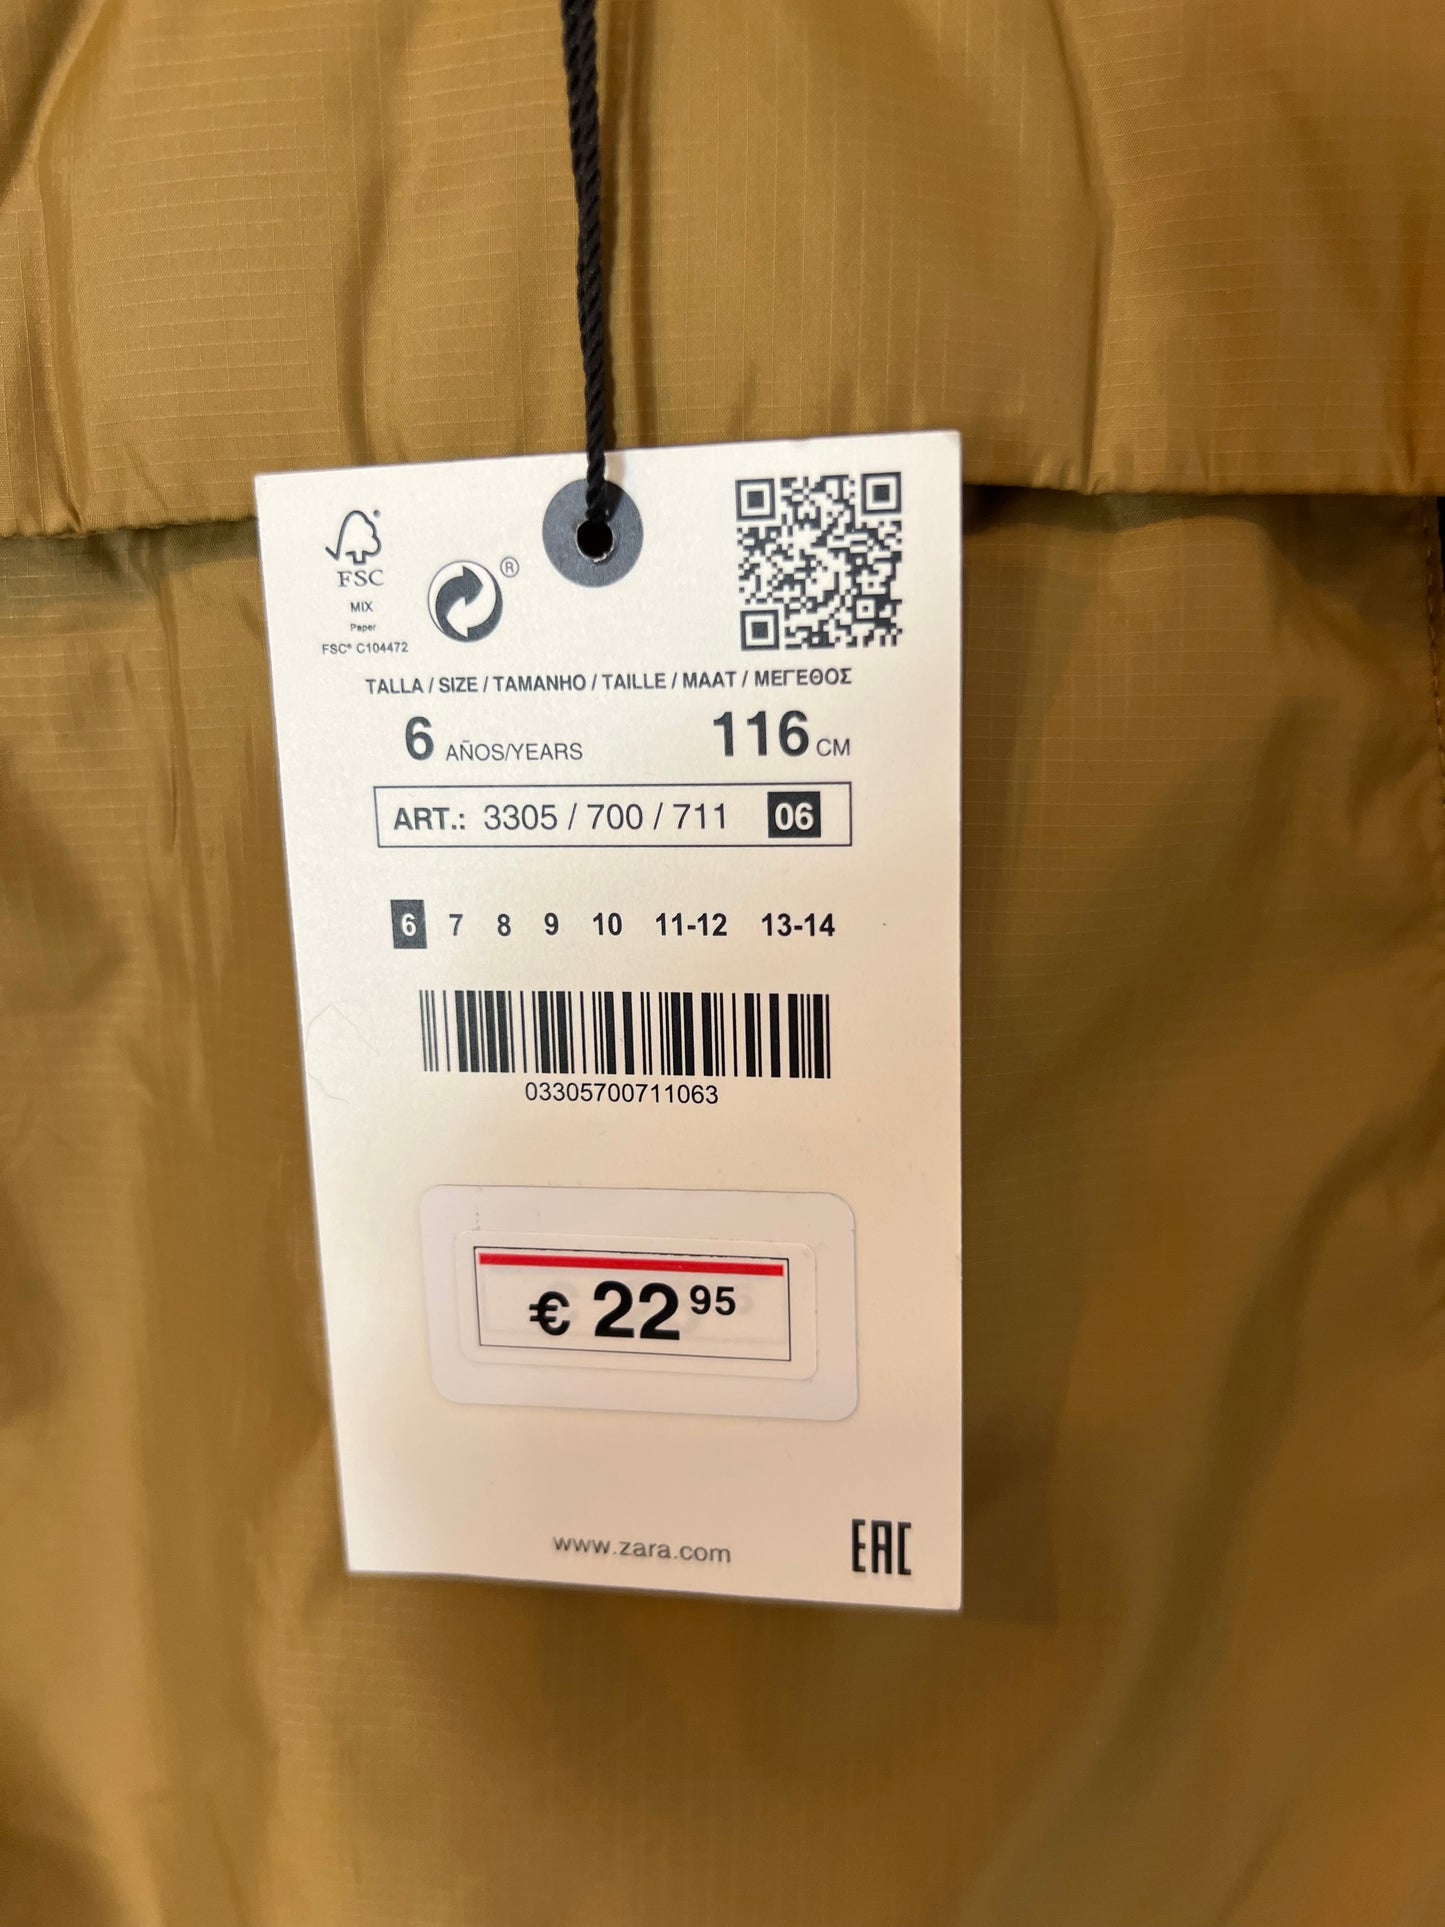 FSC
®
MIX
Paper
FSC® C104472
TALLA / SIZE / TAMANHO / TAILLE / MAAT / ΜΕΓΕΘΟΣ
6 AÑOS/YEARS 116 CM
ART.: 3305 / 700 / 711 06
6 7 8 9 10 11-12 13-14
03305700711063
€ 22 95
www.zara.com
EAC